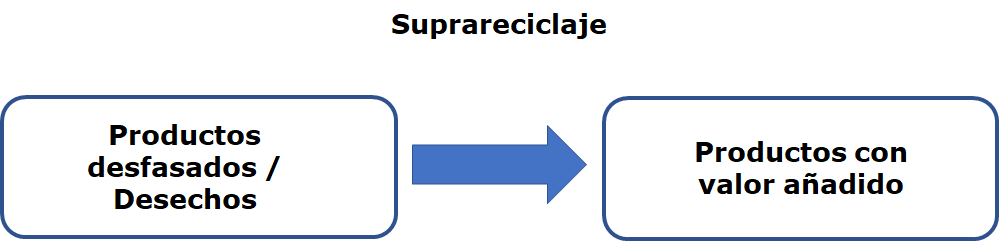 Suprareciclaje
Productos
desfasados /
Desechos
Productos con
valor añadido